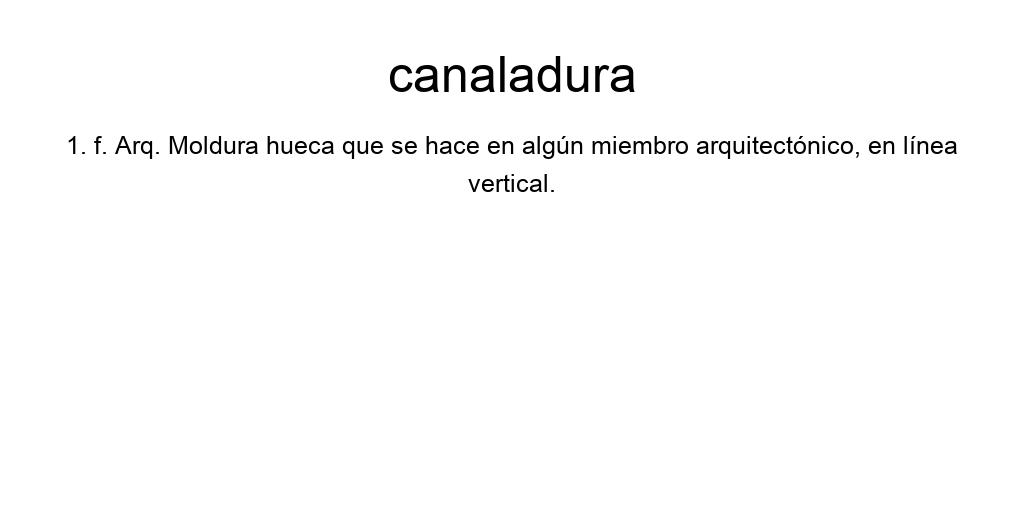 canaladura
1. f. Arq. Moldura hueca que se hace en algún miembro arquitectónico, en línea
vertical.